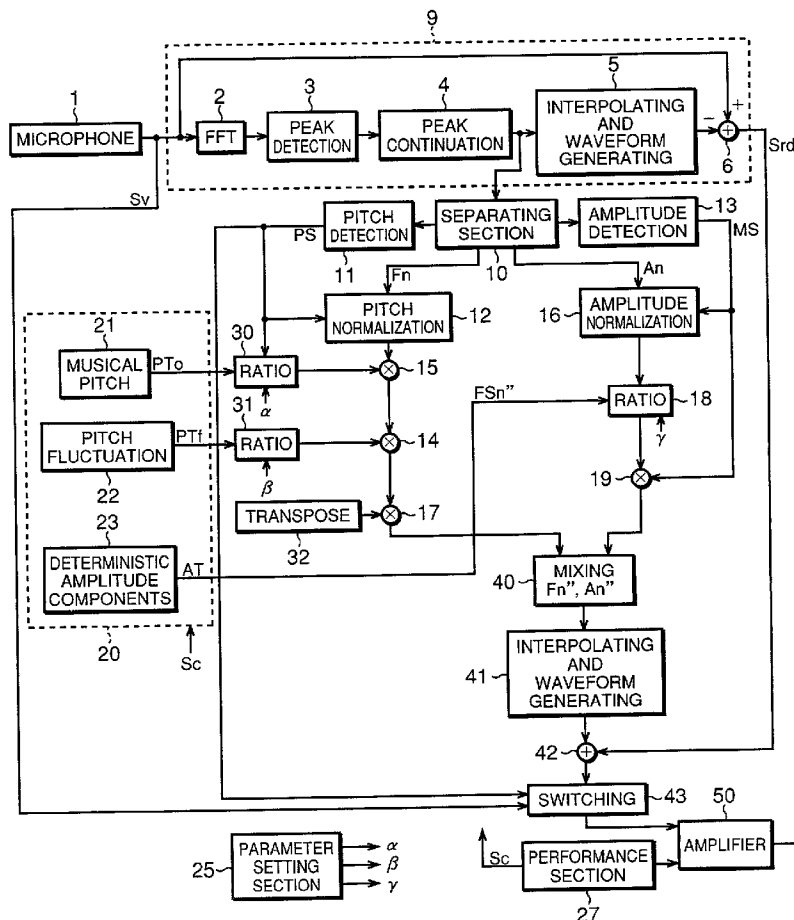 9
1
MICROPHONE
2
FFT
3
PEAK
DETECTION
4
PEAK
CONTINUATION
5
INTERPOLATING
AND
WAVEFORM
GENERATING
−
+
6
Srd
Sv
PS
PITCH
DETECTION
11
SEPARATING
SECTION
10
AMPLITUDE
DETECTION
13
MS
Fn
An
PITCH
NORMALIZATION
12
16
AMPLITUDE
NORMALIZATION
21
MUSICAL
PITCH
PTo
30
RATIO
α
15
FSn"
RATIO
18
γ
PITCH
FLUCTUATION
22
PTf
31
RATIO
β
14
19
TRANSPOSE
32
17
23
DETERMINISTIC
AMPLITUDE
COMPONENTS
AT
20
Sc
40
MIXING
Fn", An"
41
INTERPOLATING
AND
WAVEFORM
GENERATING
42
SWITCHING
43
50
AMPLIFIER
25
PARAMETER
SETTING
SECTION
α
β
γ
Sc
PERFORMANCE
SECTION
27